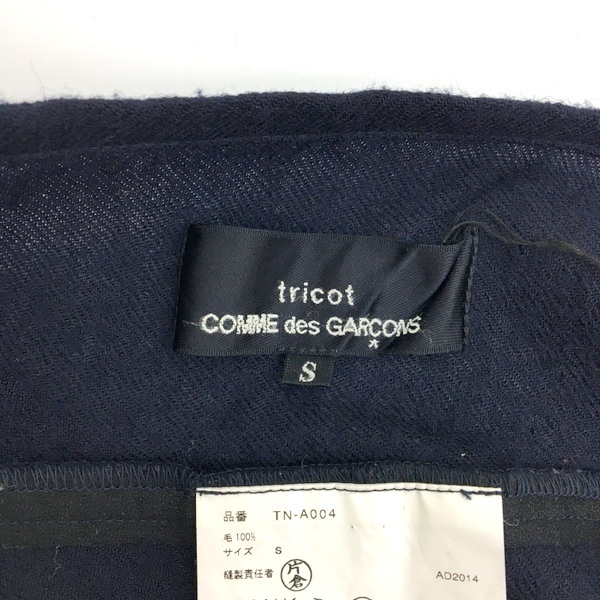 tricot
COMME des GARÇONS
S
品番 TN-A004
毛 100%
サイズ S
縫製責任者 片倉 AD2014